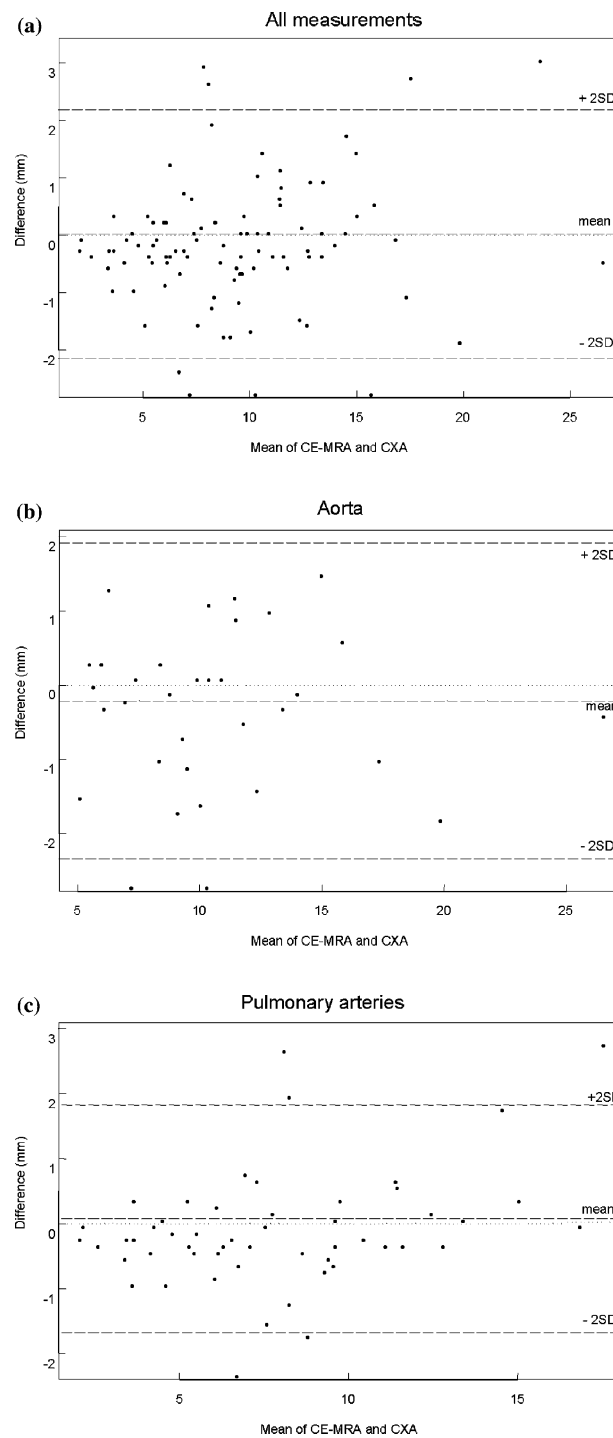 (a)
All measurements
3
2
1
0
-1
-2
Difference (mm)
+ 2SD
mean
- 2SD
5 10 15 20 25
Mean of CE-MRA and CXA
(b)
Aorta
2
1
0
-1
-2
Difference (mm)
+ 2SD
mean
- 2SD
5 10 15 20 25
Mean of CE-MRA and CXA
(c)
Pulmonary arteries
3
2
1
0
-1
-2
Difference (mm)
+2SD
mean
- 2SD
5 10 15
Mean of CE-MRA and CXA